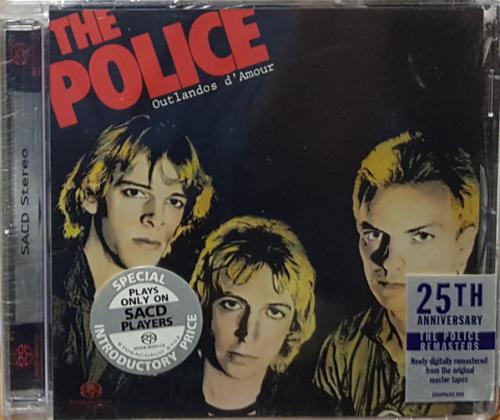 THE
POLICE
Outlandos d'Amour
SACD Stereo
SPECIAL
PLAYS
ONLY ON
SACD
PLAYERS
INTRODUCTORY PRICE
25TH
ANNIVERSARY
THE POLICE
REMASTERS
Newly digitally remastered
from the original
master tapes